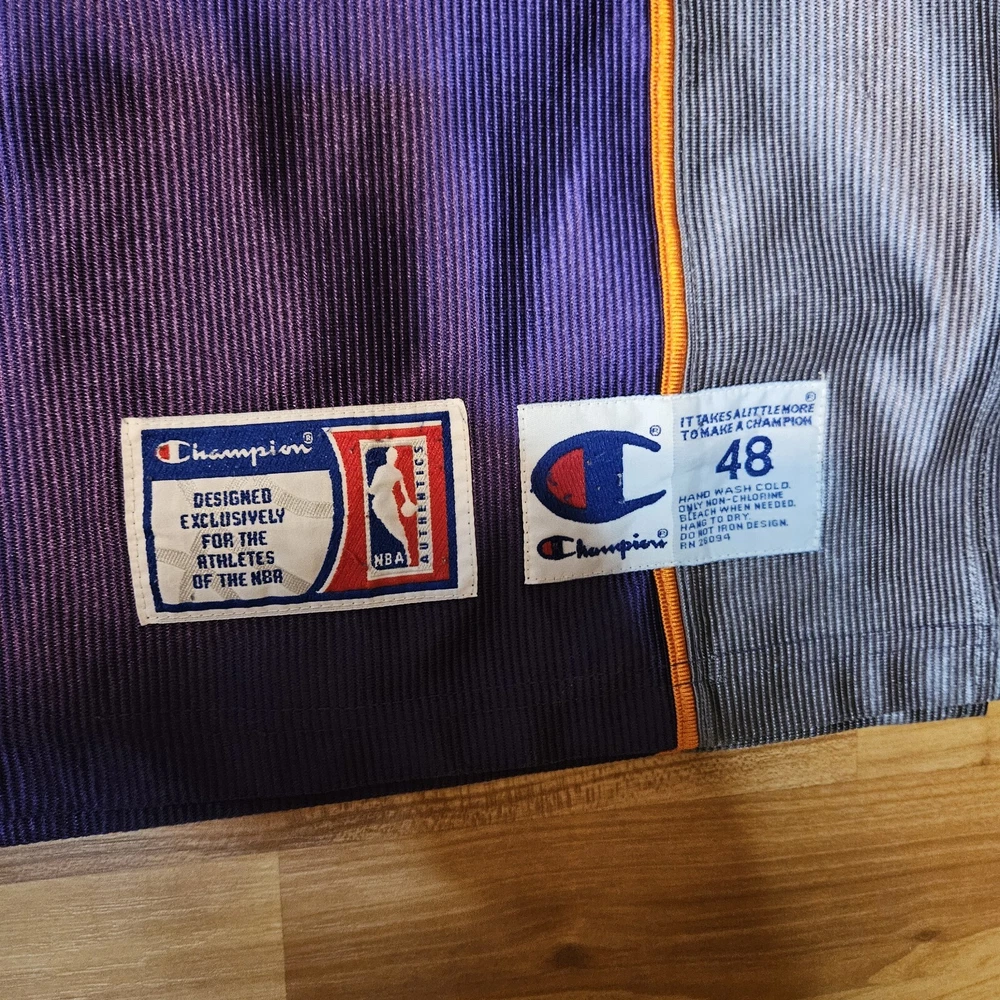 Champion®
DESIGNED
EXCLUSIVELY
FOR THE
ATHLETES
OF THE NBA
NBA
AUTHENTICS
®
Champion®
IT TAKES A LITTLE MORE®
TO MAKE A CHAMPION
48
HAND WASH COLD.
ONLY NON-CHLORINE
BLEACH WHEN NEEDED.
HANG TO DRY.
DO NOT IRON DESIGN.
RN 26094